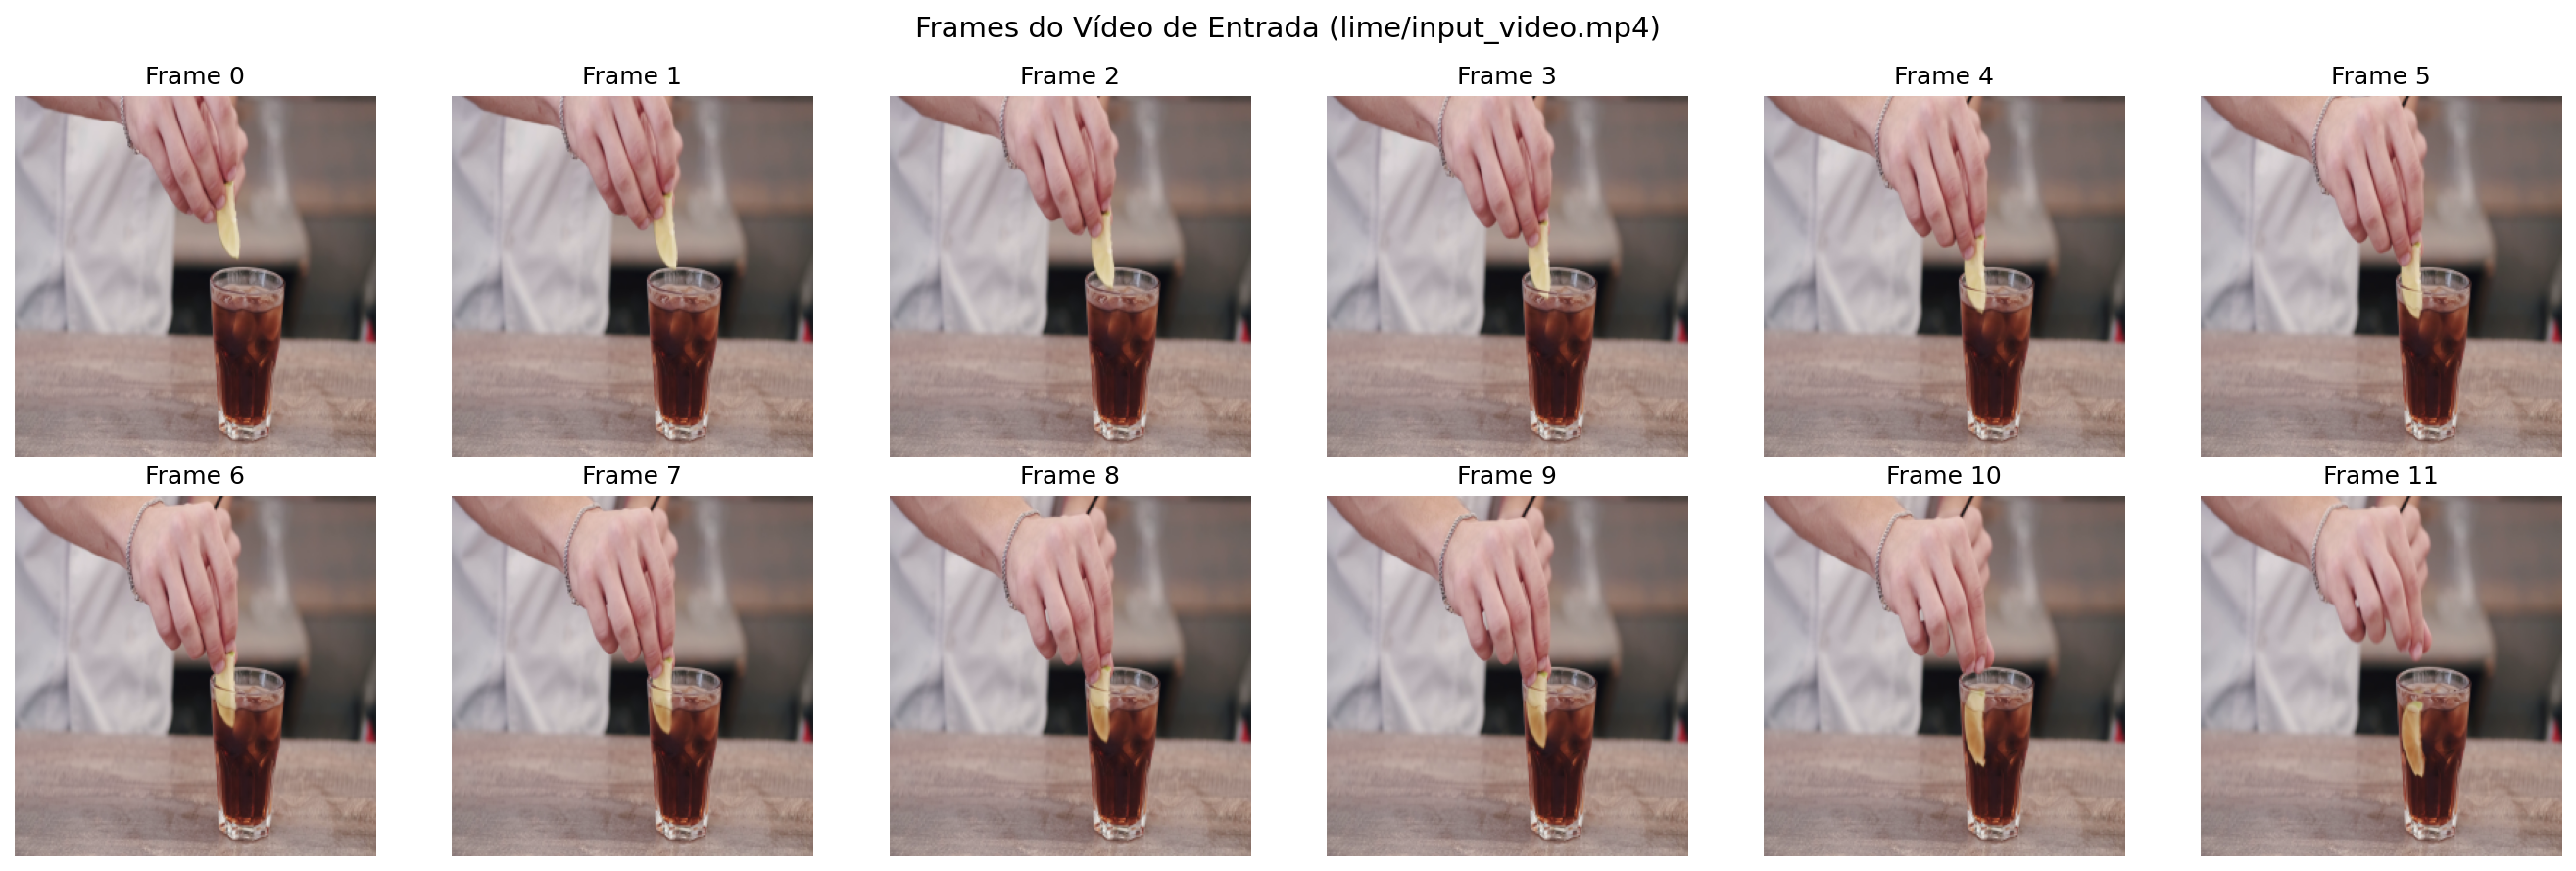 Frames do Vídeo de Entrada (lime/input_video.mp4)
Frame 0
Frame 1
Frame 2
Frame 3
Frame 4
Frame 5
Frame 6
Frame 7
Frame 8
Frame 9
Frame 10
Frame 11